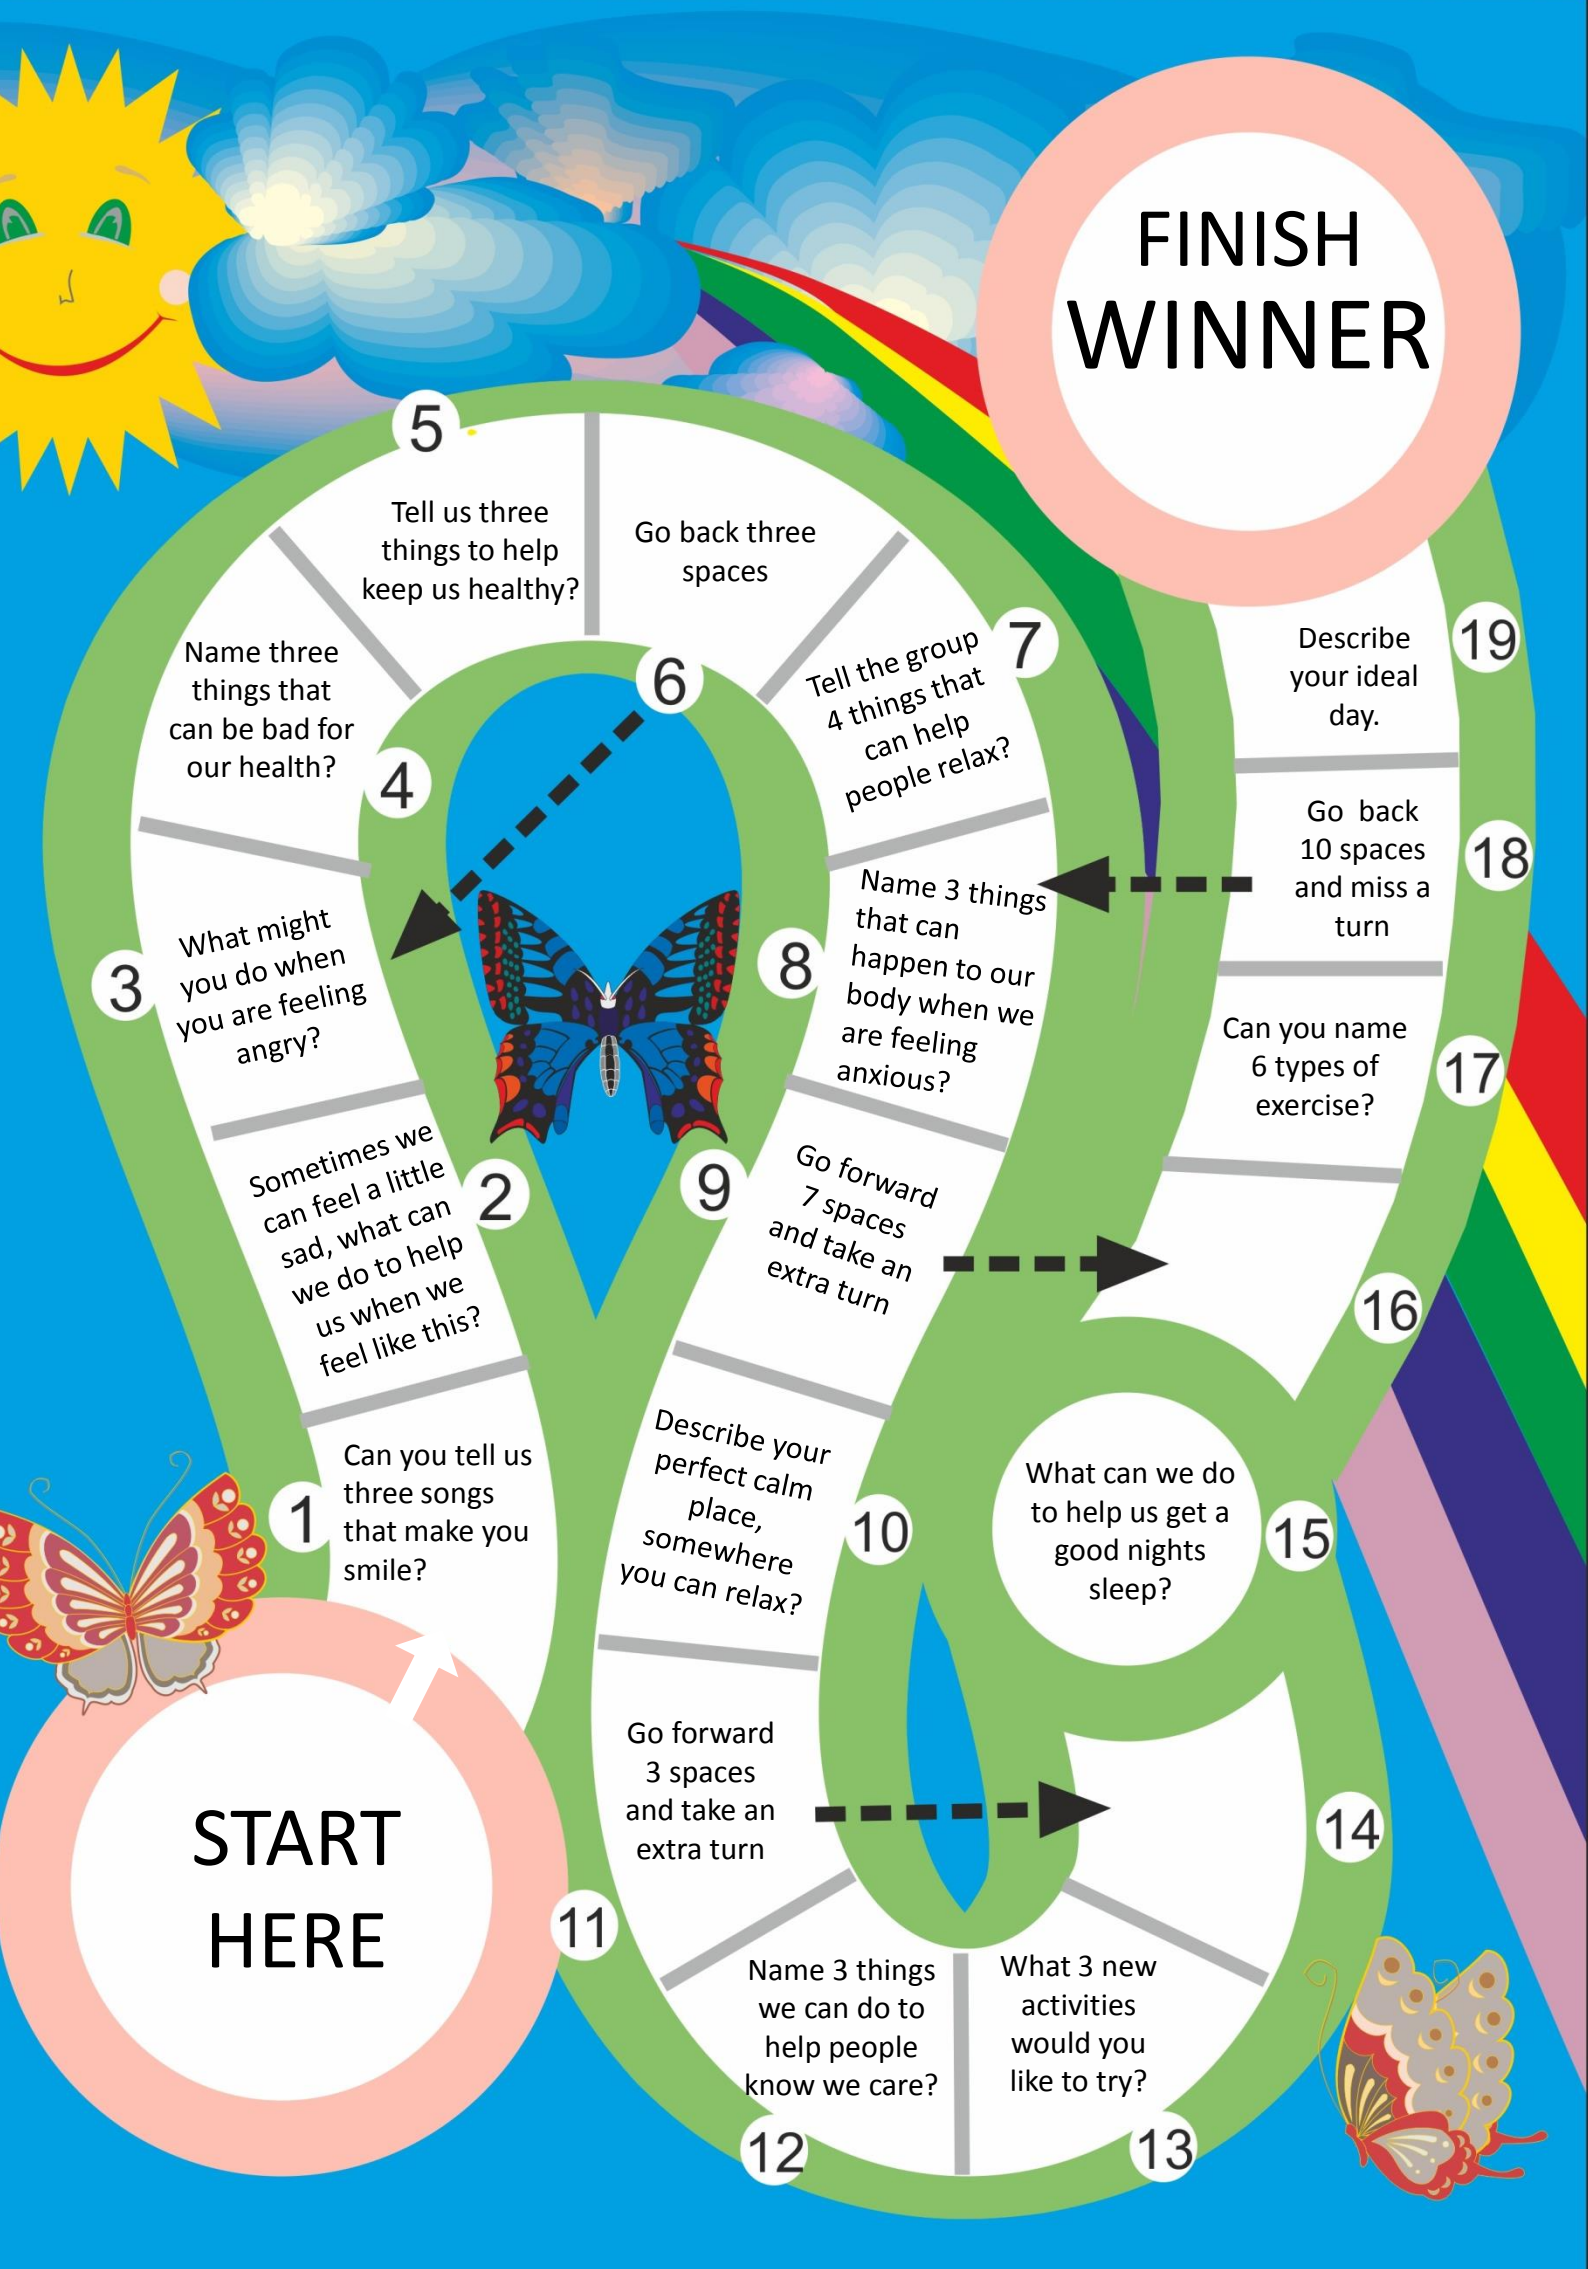 FINISH
WINNER
5
Tell us three
things to help
keep us healthy?
Go back three
spaces
6
7
Tell the group
4 things that
can help
people relax?
Name three
things that
can be bad for
our health?
4
3
What might
you do when
you are feeling
angry?
8
Name 3 things
that can
happen to our
body when we
are feeling
anxious?
Sometimes we
can feel a little
sad, what can
we do to help
us when we
feel like this?
2
9
Go forward
7 spaces
and take an
extra turn
1
Can you tell us
three songs
that make you
smile?
Describe your
perfect calm
place,
somewhere
you can relax?
10
START
HERE
Go forward
3 spaces
and take an
extra turn
11
Name 3 things
we can do to
help people
know we care?
12
What 3 new
activities
would you
like to try?
13
14
What can we do
to help us get a
good nights
sleep?
15
16
Can you name
6 types of
exercise?
17
Go  back
10 spaces
and miss a
turn
18
Describe
your ideal
day.
19